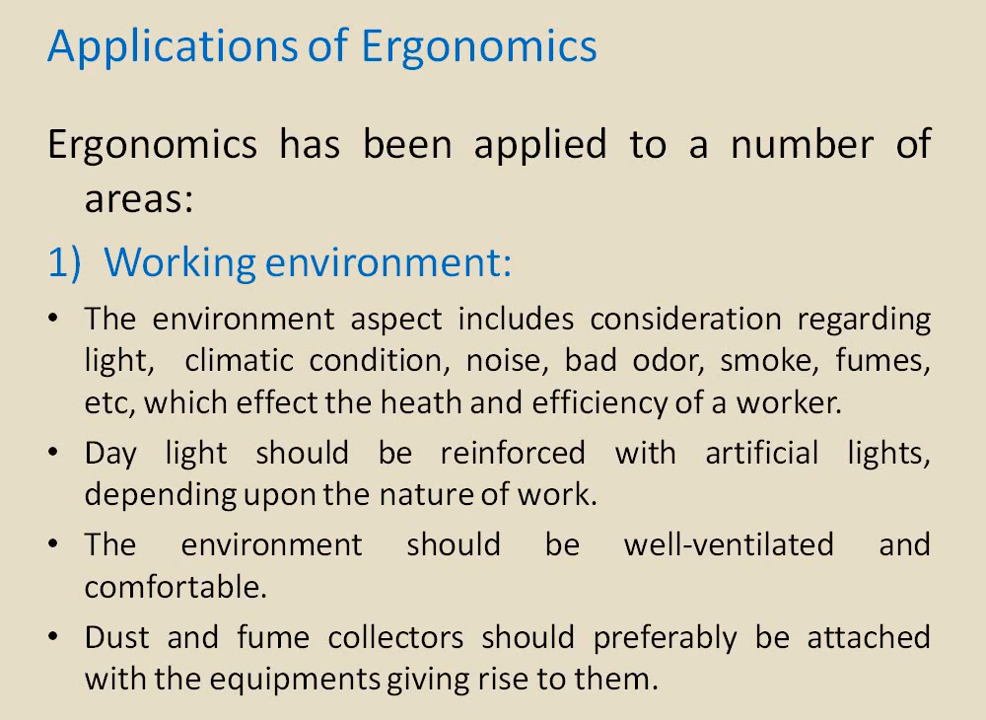 Applications of Ergonomics
Ergonomics has been applied to a number of
areas:
1) Working environment:
• The environment aspect includes consideration regarding
light, climatic condition, noise, bad odor, smoke, fumes,
etc, which effect the heath and efficiency of a worker.
• Day light should be reinforced with artificial lights,
depending upon the nature of work.
• The environment should be well-ventilated and
comfortable.
• Dust and fume collectors should preferably be attached
with the equipments giving rise to them.